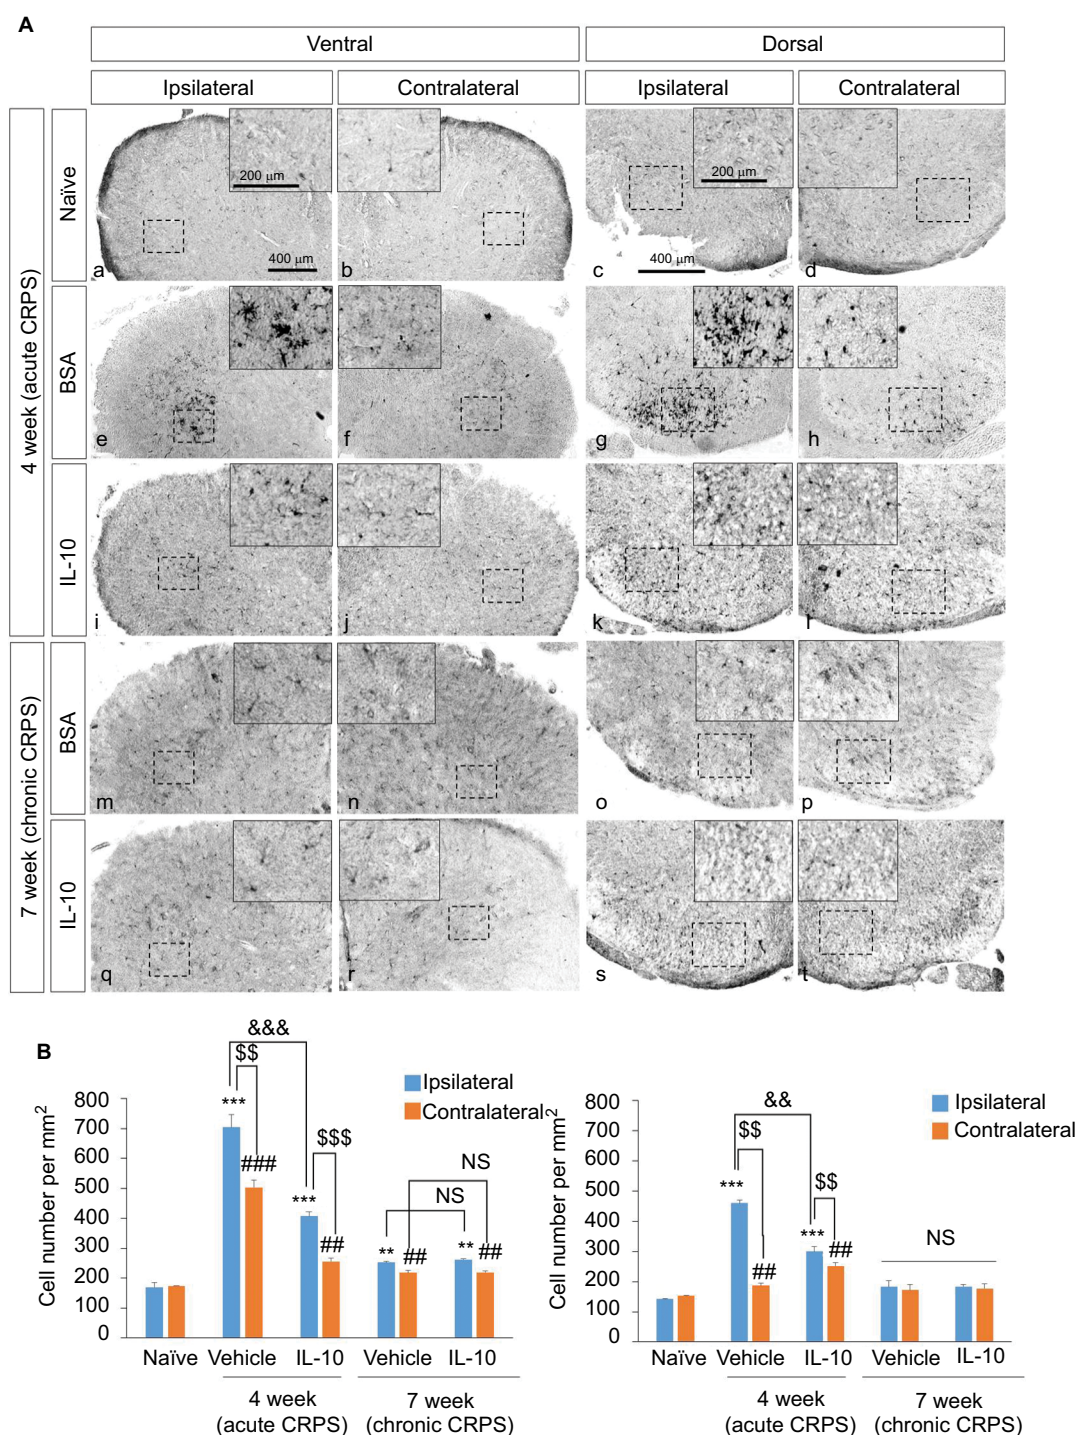 A
Ventral
Dorsal
Ipsilateral
Contralateral
Ipsilateral
Contralateral
4 week (acute CRPS)
Naïve
200 μm
400 μm
a
b
200 μm
400 μm
c
d
BSA
e
f
g
h
IL-10
i
j
k
l
7 week (chronic CRPS)
BSA
m
n
o
p
IL-10
q
r
s
t
B
Cell number per mm2
800
700
600
500
400
300
200
100
0
&&&
$$
***
###
$$$
***
##
NS
NS
**
##
**
##
Ipsilateral
Contralateral
Naïve
Vehicle
IL-10
Vehicle
IL-10
4 week
(acute CRPS)
7 week
(chronic CRPS)
Cell number per mm2
800
700
600
500
400
300
200
100
0
&&
$$
***
##
$$
***
##
NS
Ipsilateral
Contralateral
Naïve
Vehicle
IL-10
Vehicle
IL-10
4 week
(acute CRPS)
7 week
(chronic CRPS)